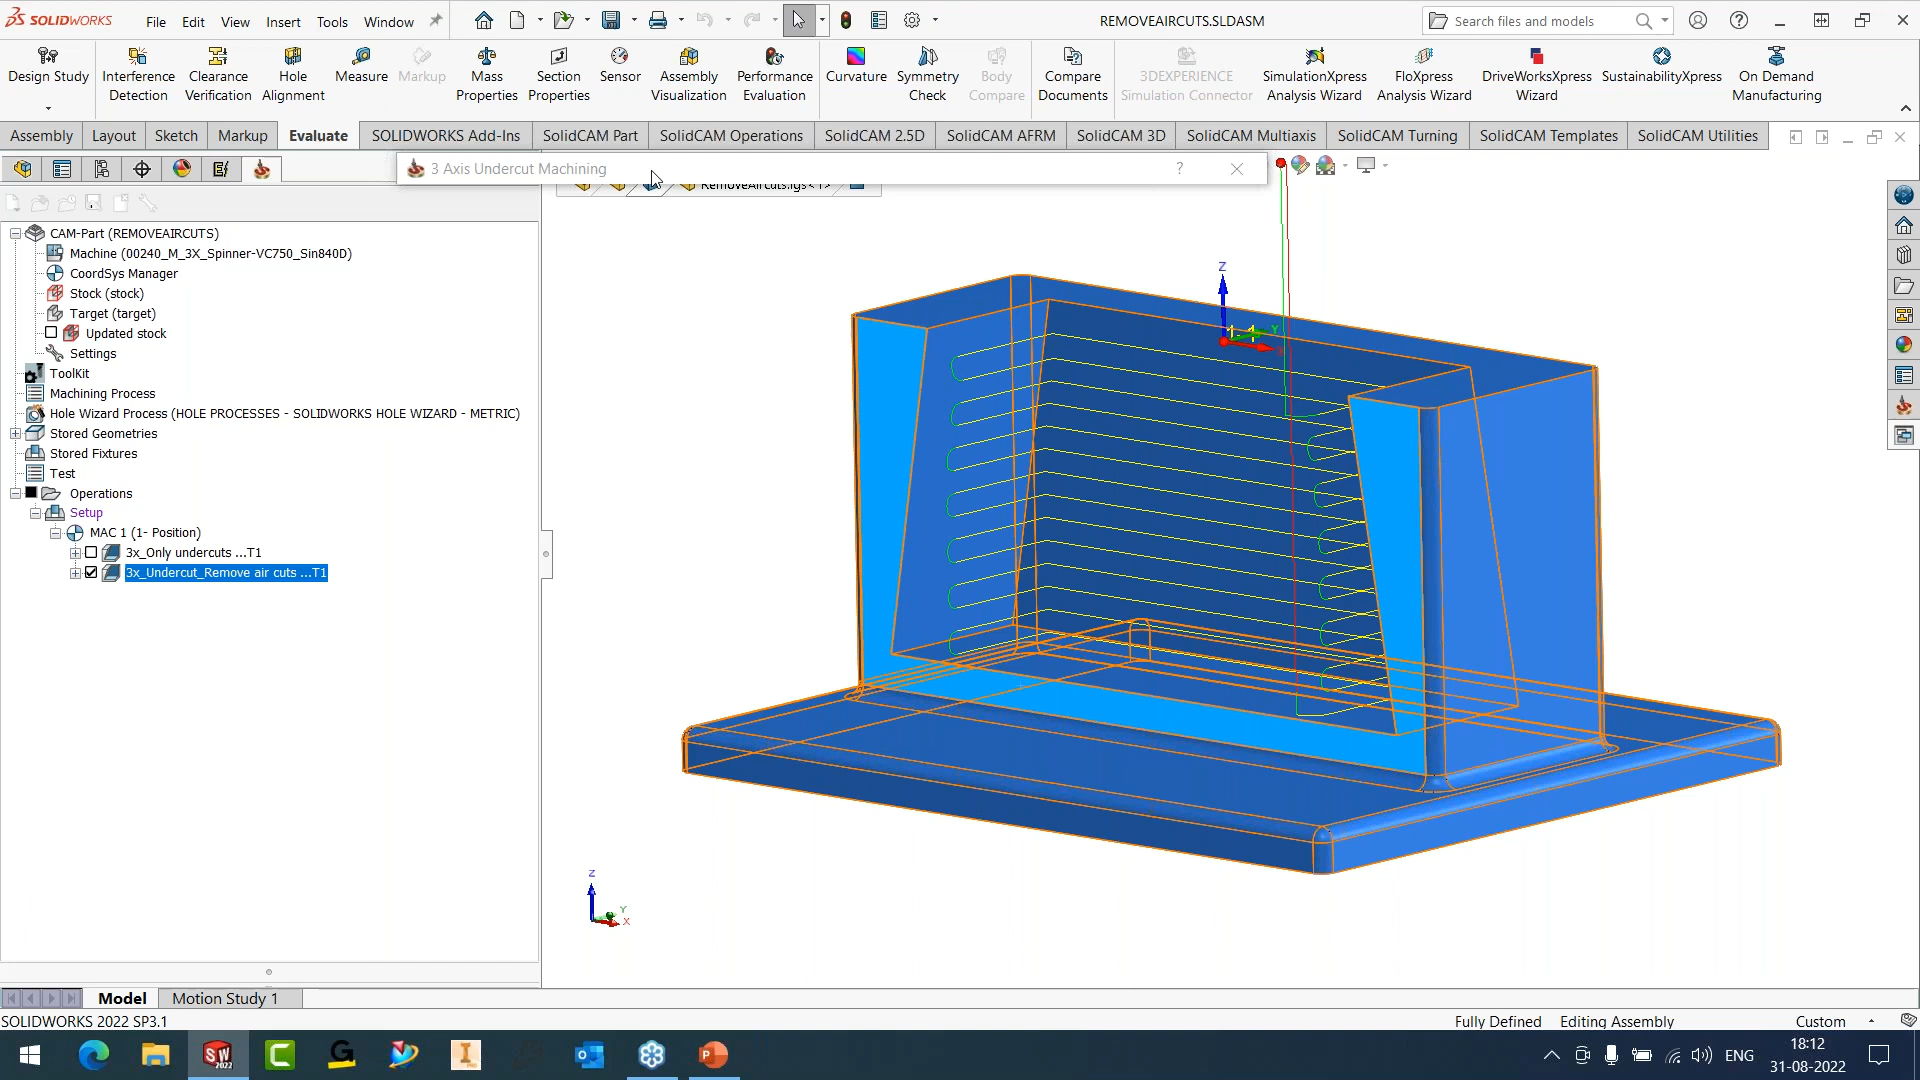 SOLIDWORKS
File Edit View Insert Tools Window
REMOVEAIRCUTS.SLDASM
Search files and models
Design Study
Interference Detection
Clearance Verification
Hole Alignment
Measure
Markup
Mass Properties
Section Properties
Sensor
Assembly Visualization
Performance Evaluation
Curvature
Symmetry Check
Body Compare
Compare Documents
3DEXPERIENCE Simulation Connector
SimulationXpress Analysis Wizard
FloXpress Analysis Wizard
DriveWorksXpress Wizard
SustainabilityXpress
On Demand Manufacturing
Assembly Layout Sketch Markup Evaluate SOLIDWORKS Add-Ins SolidCAM Part SolidCAM Operations SolidCAM 2.5D SolidCAM AFRM SolidCAM 3D SolidCAM Multiaxis SolidCAM Turning SolidCAM Templates SolidCAM Utilities
3 Axis Undercut Machining
RemoveAircuts.igs<1>
CAM-Part (REMOVEAIRCUTS)
Machine (00240_M_3X_Spinner-VC750_Sin840D)
CoordSys Manager
Stock (stock)
Target (target)
Updated stock
Settings
ToolKit
Machining Process
Hole Wizard Process (HOLE PROCESSES - SOLIDWORKS HOLE WIZARD - METRIC)
Stored Geometries
Stored Fixtures
Test
Operations
Setup
MAC 1 (1- Position)
3x_Only undercuts ...T1
3x_Undercut_Remove air cuts ...T1
Z
Y
Z
Y
X
Model Motion Study 1
SOLIDWORKS 2022 SP3.1
Fully Defined Editing Assembly Custom
ENG
18:12
31-08-2022